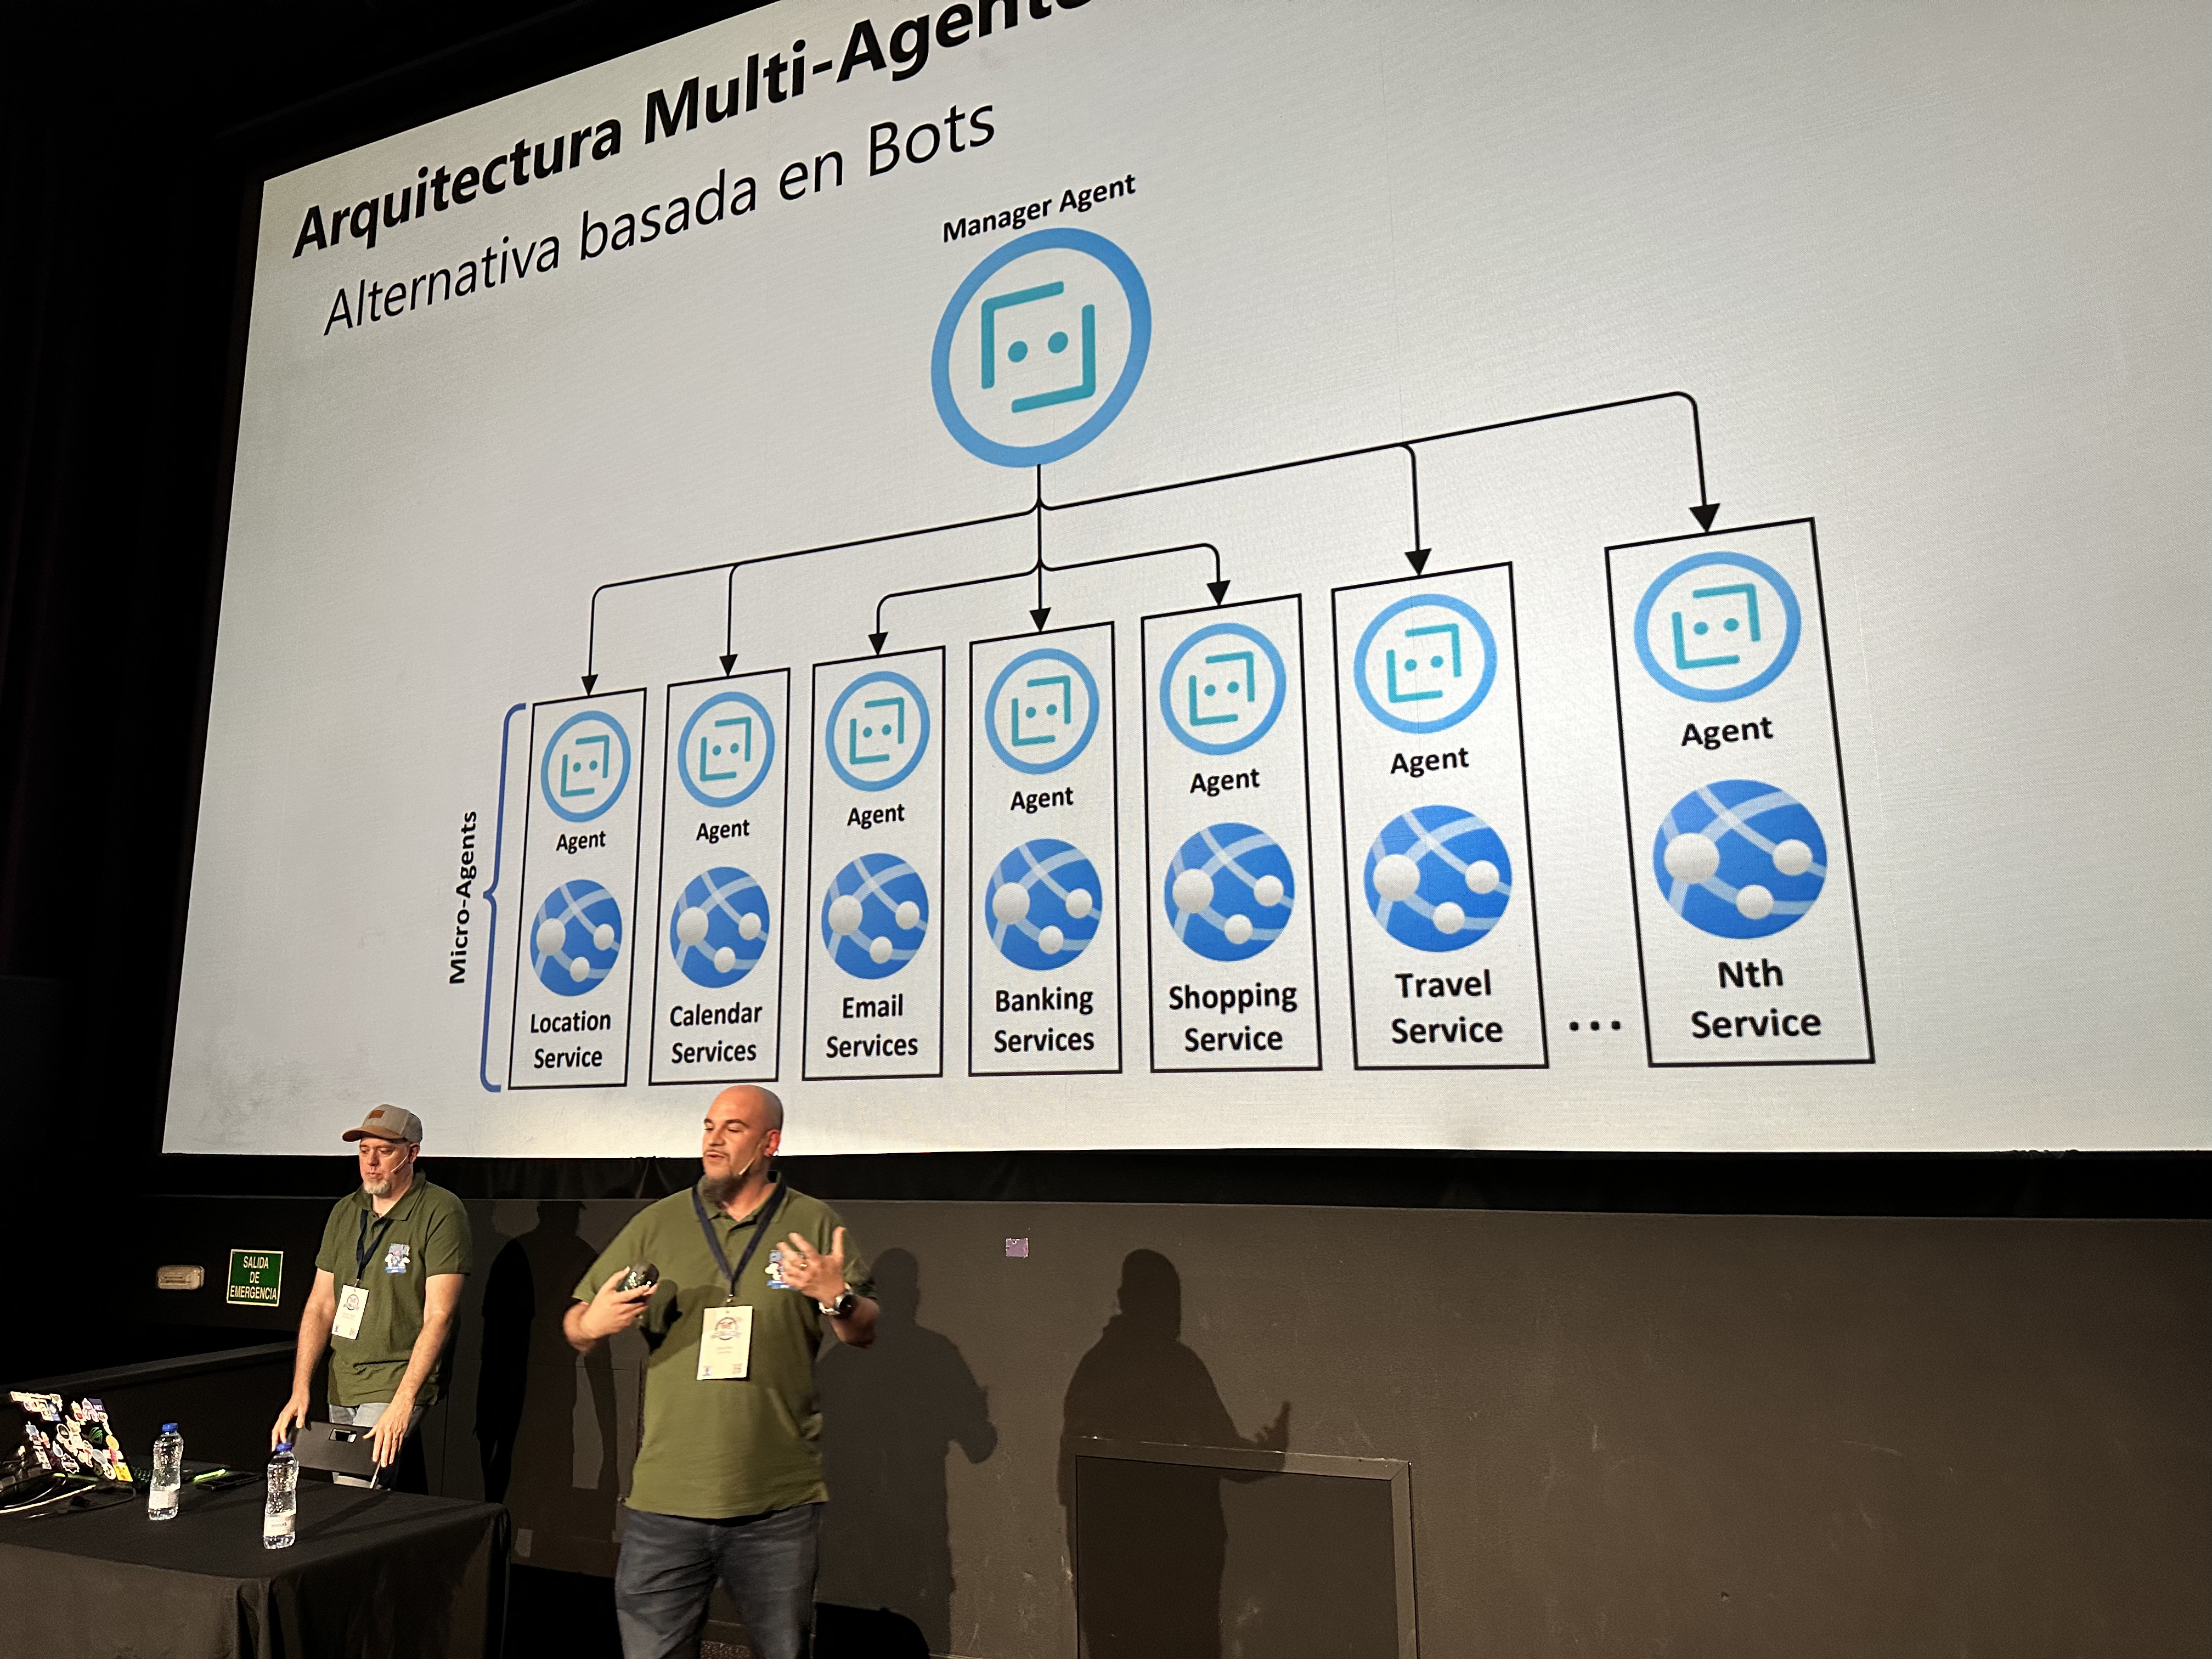 Arquitectura Multi-Agente
Alternativa basada en Bots
Manager Agent
Micro-Agents
Agent
Location
Service
Agent
Calendar
Services
Agent
Email
Services
Agent
Banking
Services
Agent
Shopping
Service
Agent
Travel
Service
...
Agent
Nth
Service
SALIDA
DE
EMERGENCIA